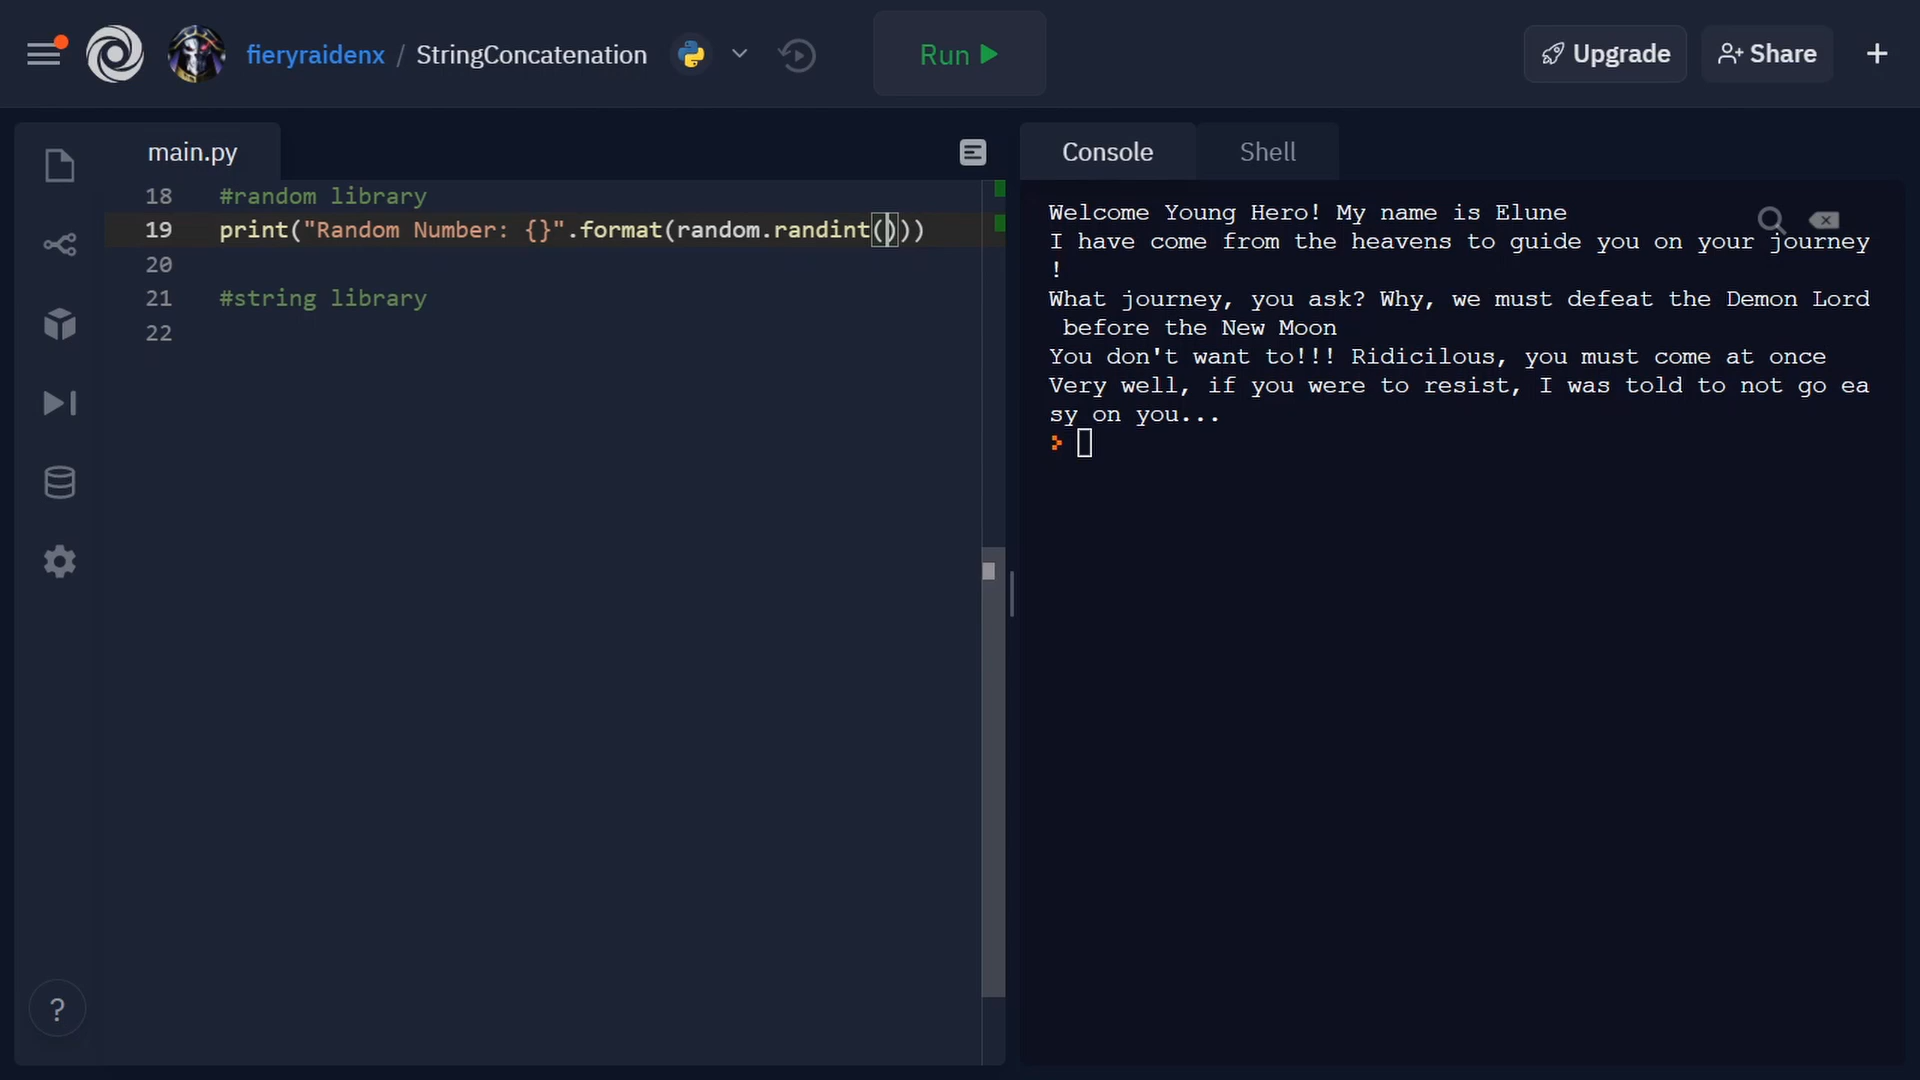 fieryraidenx / StringConcatenation
Run
Upgrade
Share
+
main.py
18 #random library
19 print("Random Number: {}".format(random.randint()))
20
21 #string library
22
?
Console
Shell
Welcome Young Hero! My name is Elune
I have come from the heavens to guide you on your journey
!
What journey, you ask? Why, we must defeat the Demon Lord
 before the New Moon
You don't want to!!! Ridicilous, you must come at once
Very well, if you were to resist, I was told to not go ea
sy on you...